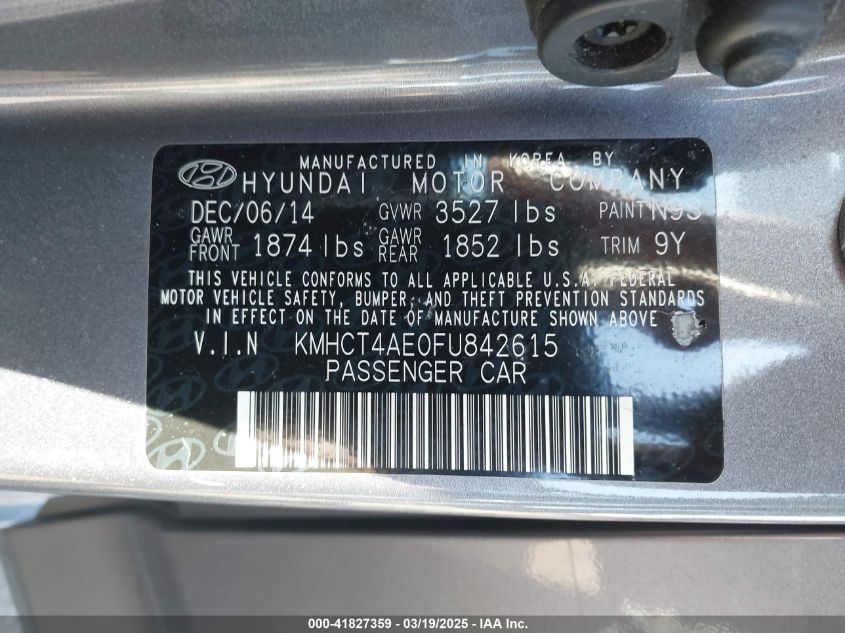 MANUFACTURED IN KOREA BY
HYUNDAI MOTOR COMPANY
DEC/06/14 GVWR 3527 lbs PAINT N9S
GAWR FRONT 1874 lbs GAWR REAR 1852 lbs TRIM 9Y
THIS VEHICLE CONFORMS TO ALL APPLICABLE U.S.A. FEDERAL
MOTOR VEHICLE SAFETY, BUMPER, AND THEFT PREVENTION STANDARDS
IN EFFECT ON THE DATE OF MANUFACTURE SHOWN ABOVE
V.I.N KMHCT4AE0FU842615
PASSENGER CAR
000-41827359 — 03/19/2025 — IAA Inc.